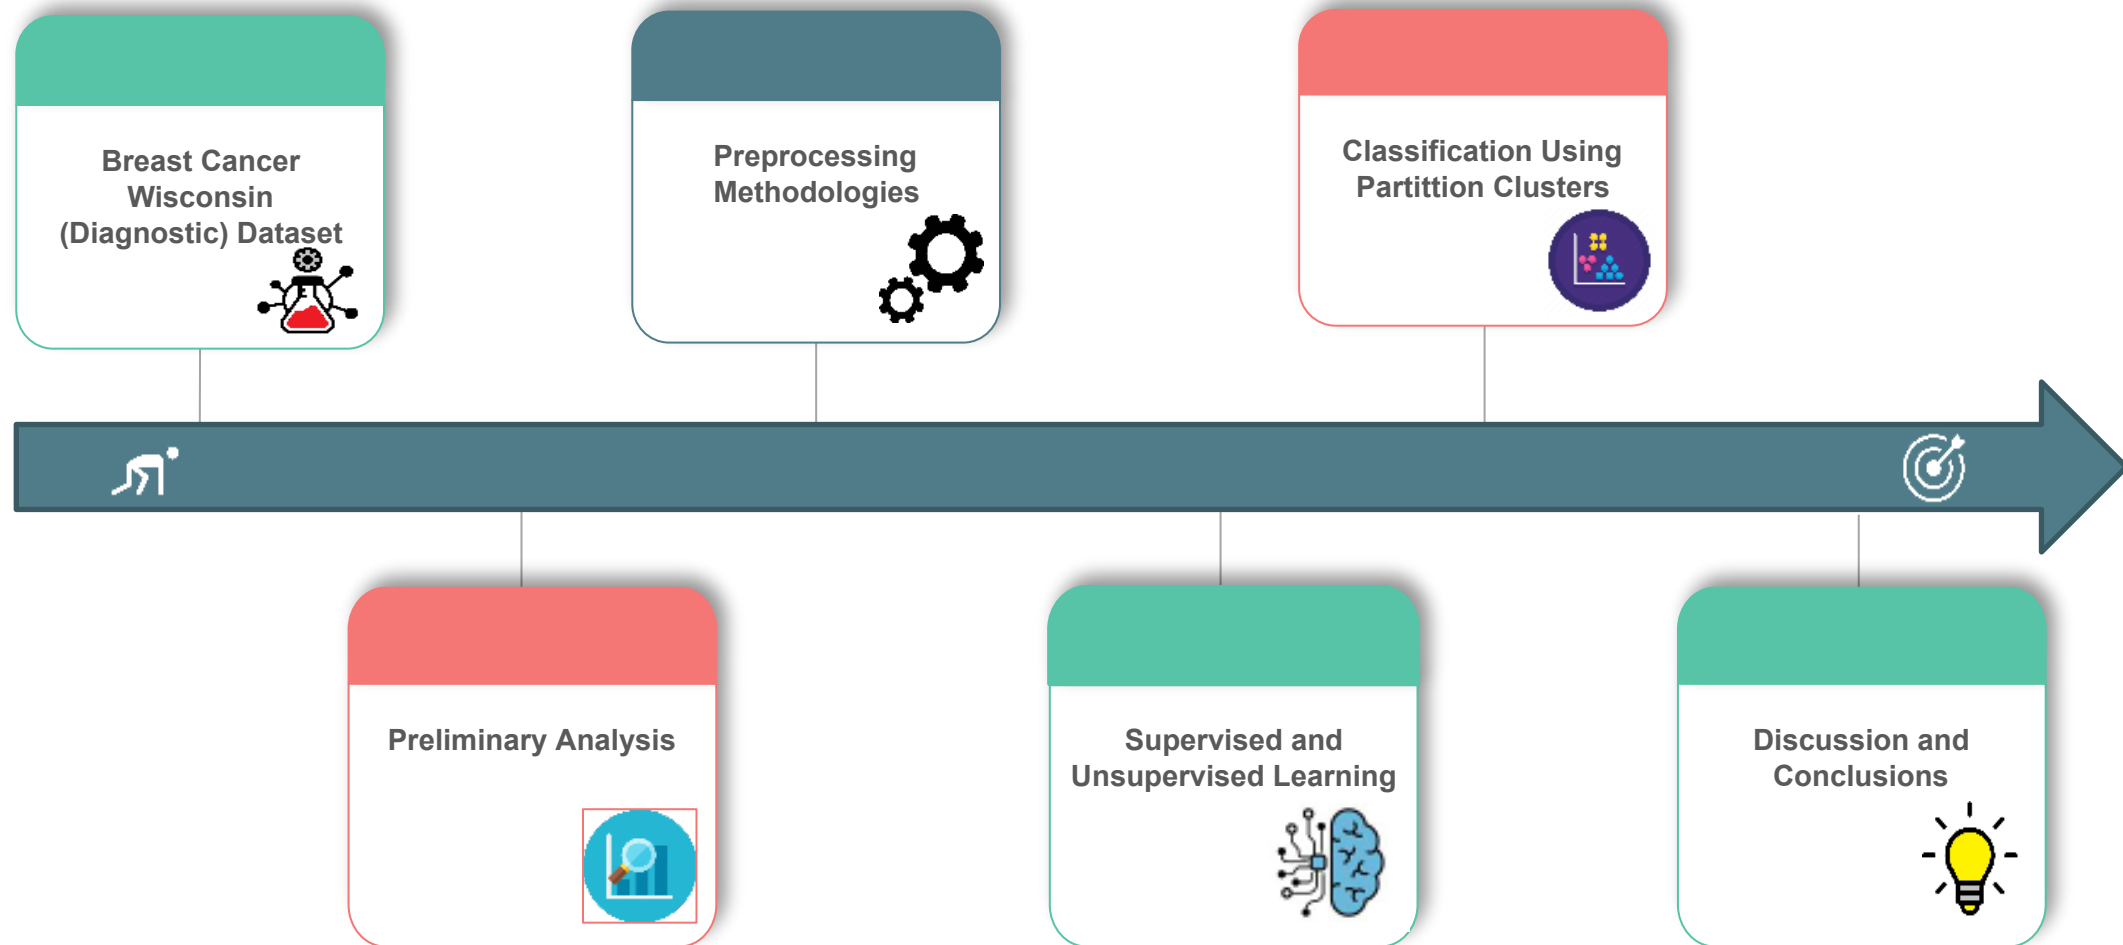 Breast Cancer
Wisconsin
(Diagnostic) Dataset
Preliminary Analysis
Preprocessing
Methodologies
Supervised and
Unsupervised Learning
Classification Using
Partittion Clusters
Discussion and
Conclusions